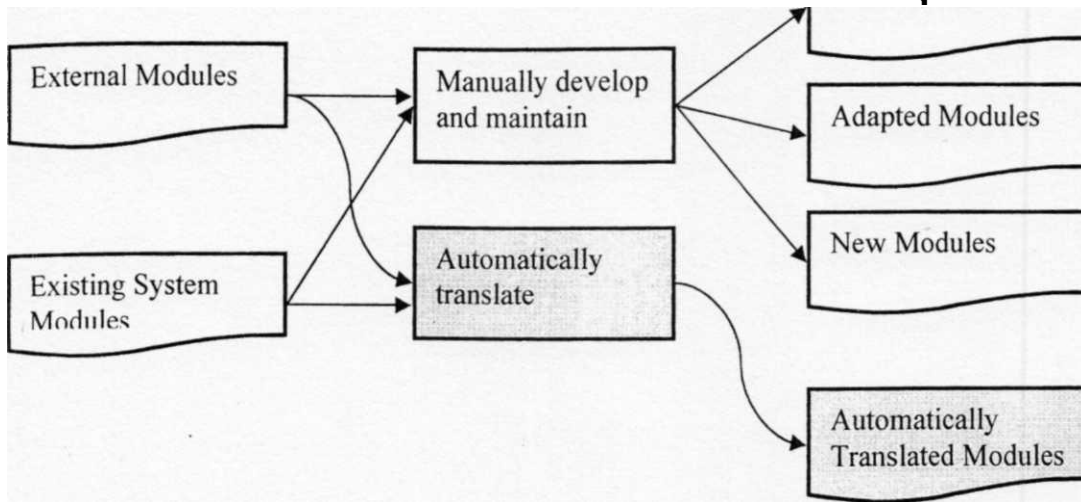 External Modules
Existing System
Modules
Manually develop
and maintain
Automatically
translate
Adapted Modules
New Modules
Automatically
Translated Modules